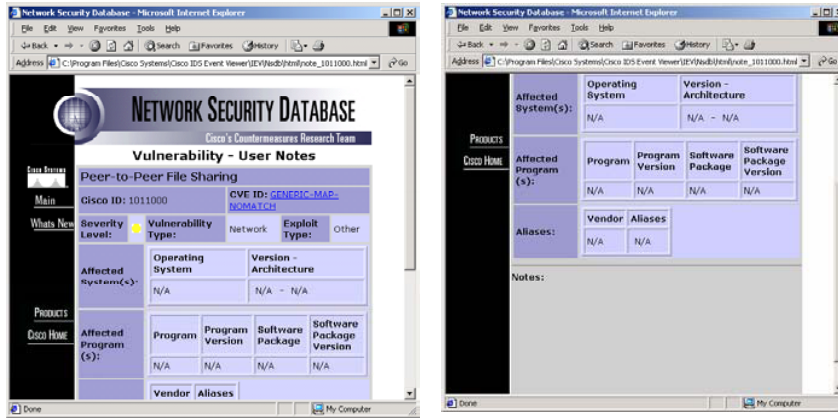 Network Security Database - Microsoft Internet Explorer
File Edit View Favorites Tools Help
Back Search Favorites History
Address C:\Program Files\Cisco Systems\Cisco IDS Event Viewer\IEV\Nsdb\html\note_1011000.html Go
NETWORK SECURITY DATABASE
Cisco's Countermeasures Research Team
Vulnerability - User Notes
CISCO SYSTEMS
Main
Whats New
PRODUCTS
CISCO HOME
Peer-to-Peer File Sharing
Cisco ID: 1011000
CVE ID: GENERIC-MAP-
NOMATCH
Severity
Level:
Vulnerability
Type:
Network
Exploit
Type:
Other
Affected
System(s):
Operating
System
Version -
Architecture
N/A
N/A - N/A
Affected
Program
(s):
Program
Program
Version
Software
Package
Software
Package
Version
N/A
N/A
N/A
N/A
Vendor Aliases
Done
My Computer
Network Security Database - Microsoft Internet Explorer
File Edit View Favorites Tools Help
Back Search Favorites History
Address C:\Program Files\Cisco Systems\Cisco IDS Event Viewer\IEV\Nsdb\html\note_1011000.html Go
PRODUCTS
CISCO HOME
Affected
System(s):
Operating
System
Version -
Architecture
N/A
N/A - N/A
Affected
Program
(s):
Program
Program
Version
Software
Package
Software
Package
Version
N/A
N/A
N/A
N/A
Aliases:
Vendor Aliases
N/A
N/A
Notes:
Done
My Computer